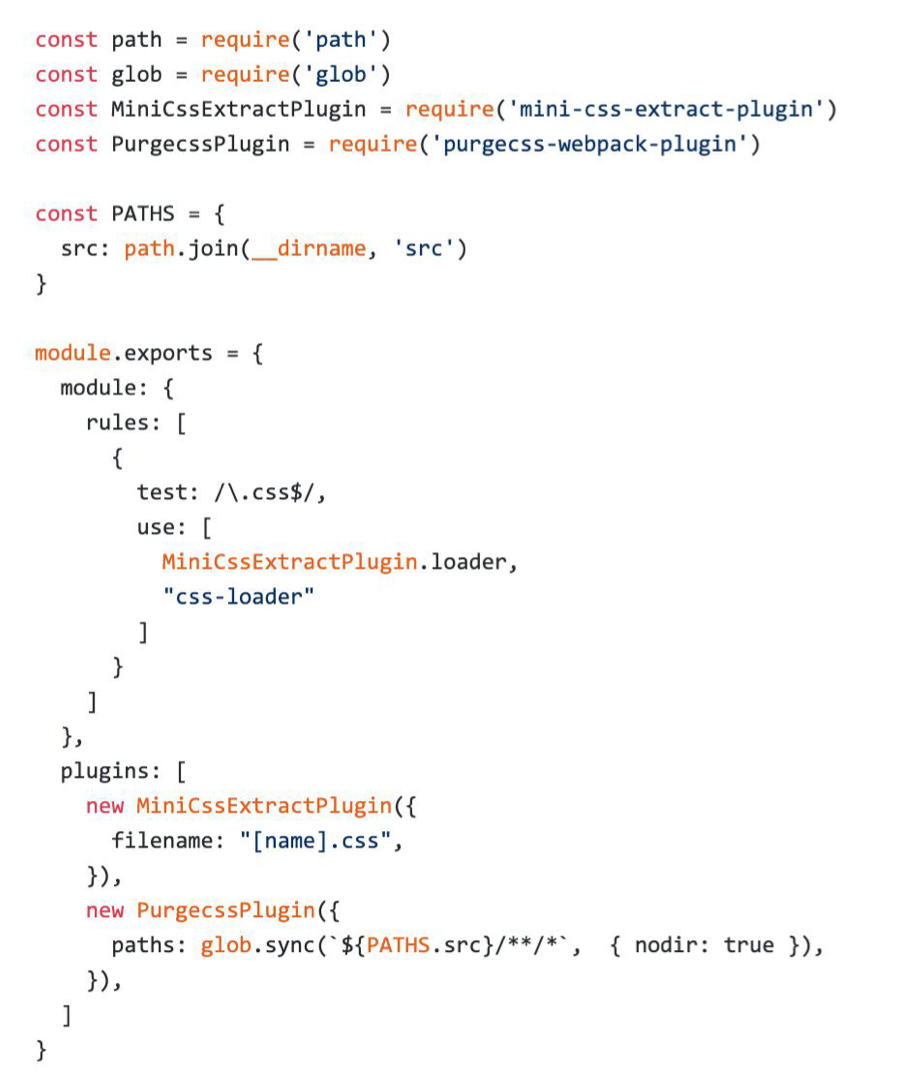 const path = require('path')
const glob = require('glob')
const MiniCssExtractPlugin = require('mini-css-extract-plugin')
const PurgecssPlugin = require('purgecss-webpack-plugin')

const PATHS = {
  src: path.join(__dirname, 'src')
}

module.exports = {
  module: {
    rules: [
      {
        test: /\.css$/,
        use: [
          MiniCssExtractPlugin.loader,
          "css-loader"
        ]
      }
    ]
  },
  plugins: [
    new MiniCssExtractPlugin({
      filename: "[name].css",
    }),
    new PurgecssPlugin({
      paths: glob.sync(`${PATHS.src}/**/*`,  { nodir: true }),
    }),
  ]
}